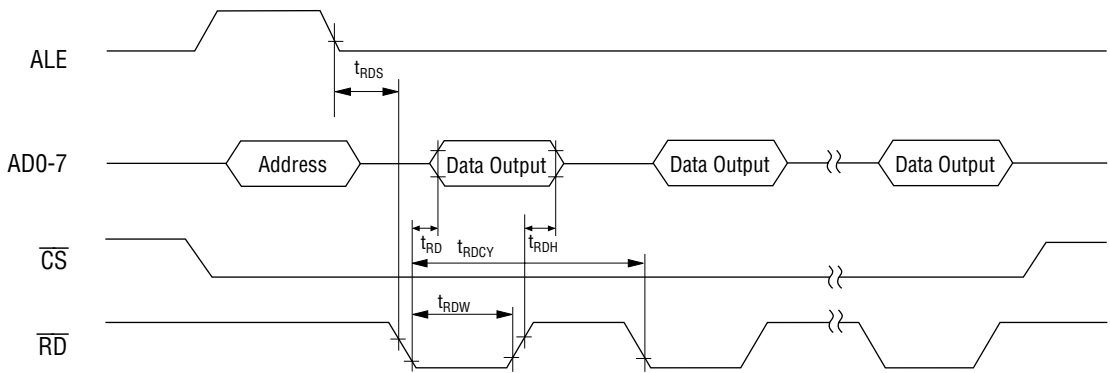 ALE
tRDS
AD0-7
Address
Data Output
Data Output
Data Output
CS
tRD
tRDCY
tRDH
tRDW
RD